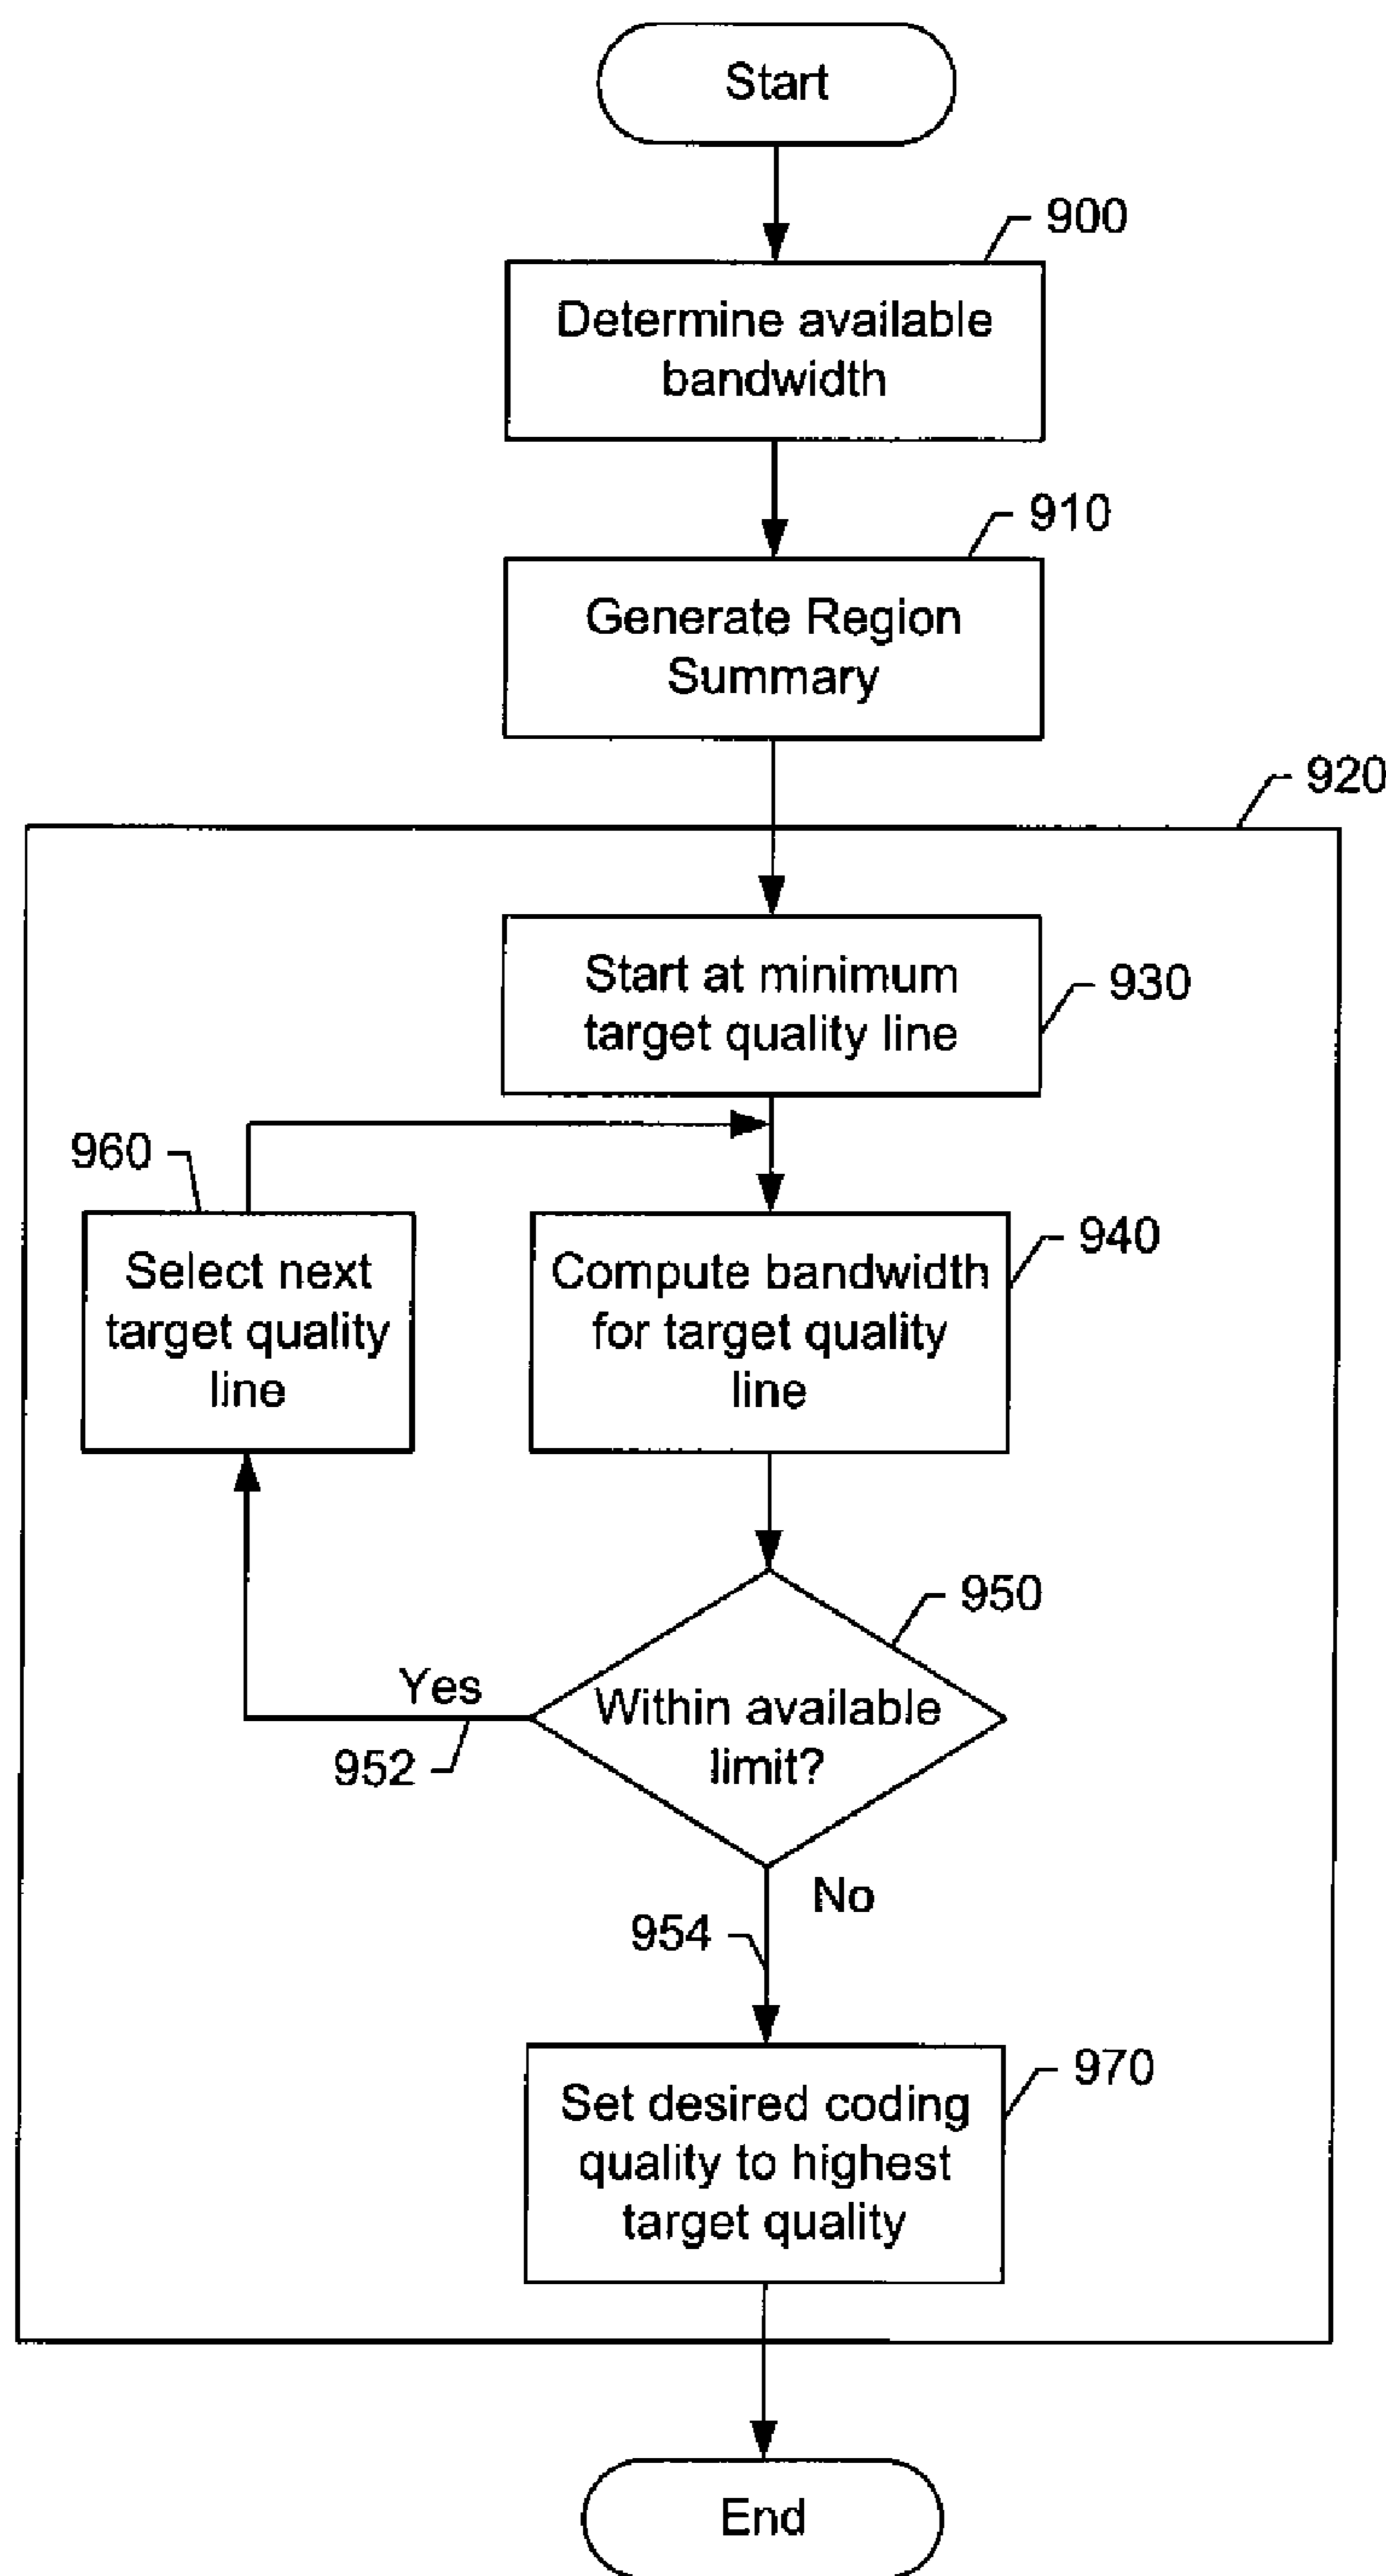 Start
900
Determine available
bandwidth
910
Generate Region
Summary
920
Start at minimum
target quality line
930
960
Select next
target quality
line
Compute bandwidth
for target quality
line
940
950
Yes
Within available
limit?
952
No
954
970
Set desired coding
quality to highest
target quality
End